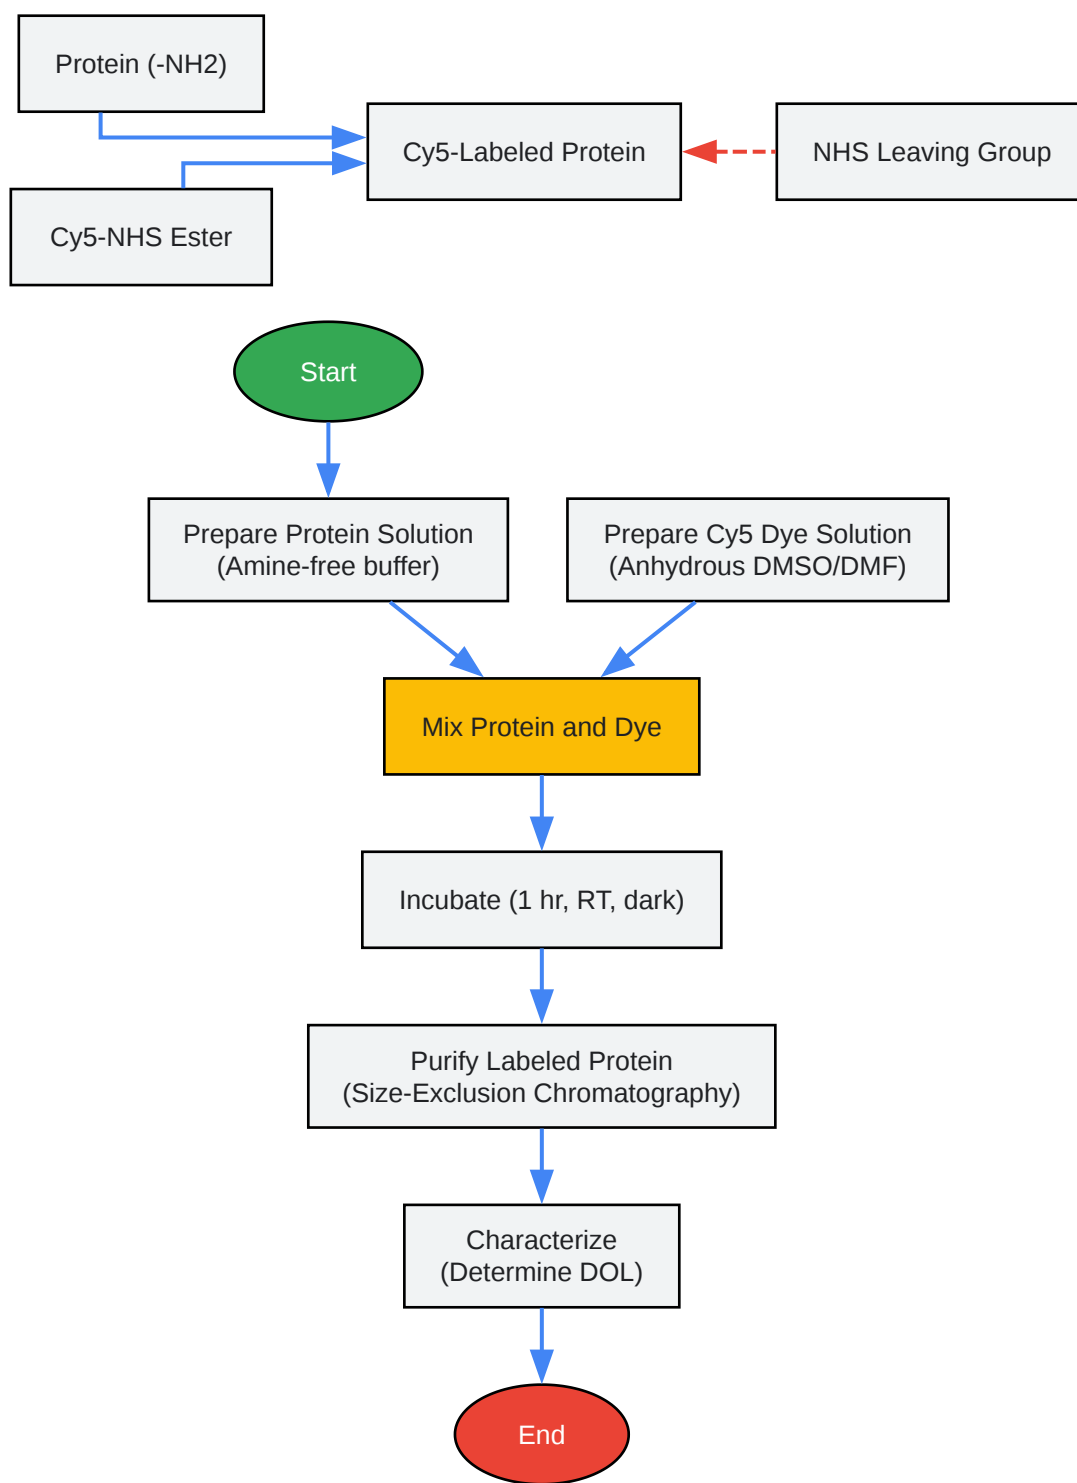 Protein (-NH2)
Cy5-Labeled Protein
NHS Leaving Group
Cy5-NHS Ester
Start
Prepare Protein Solution
(Amine-free buffer)
Prepare Cy5 Dye Solution
(Anhydrous DMSO/DMF)
Mix Protein and Dye
Incubate (1 hr, RT, dark)
Purify Labeled Protein
(Size-Exclusion Chromatography)
Characterize
(Determine DOL)
End